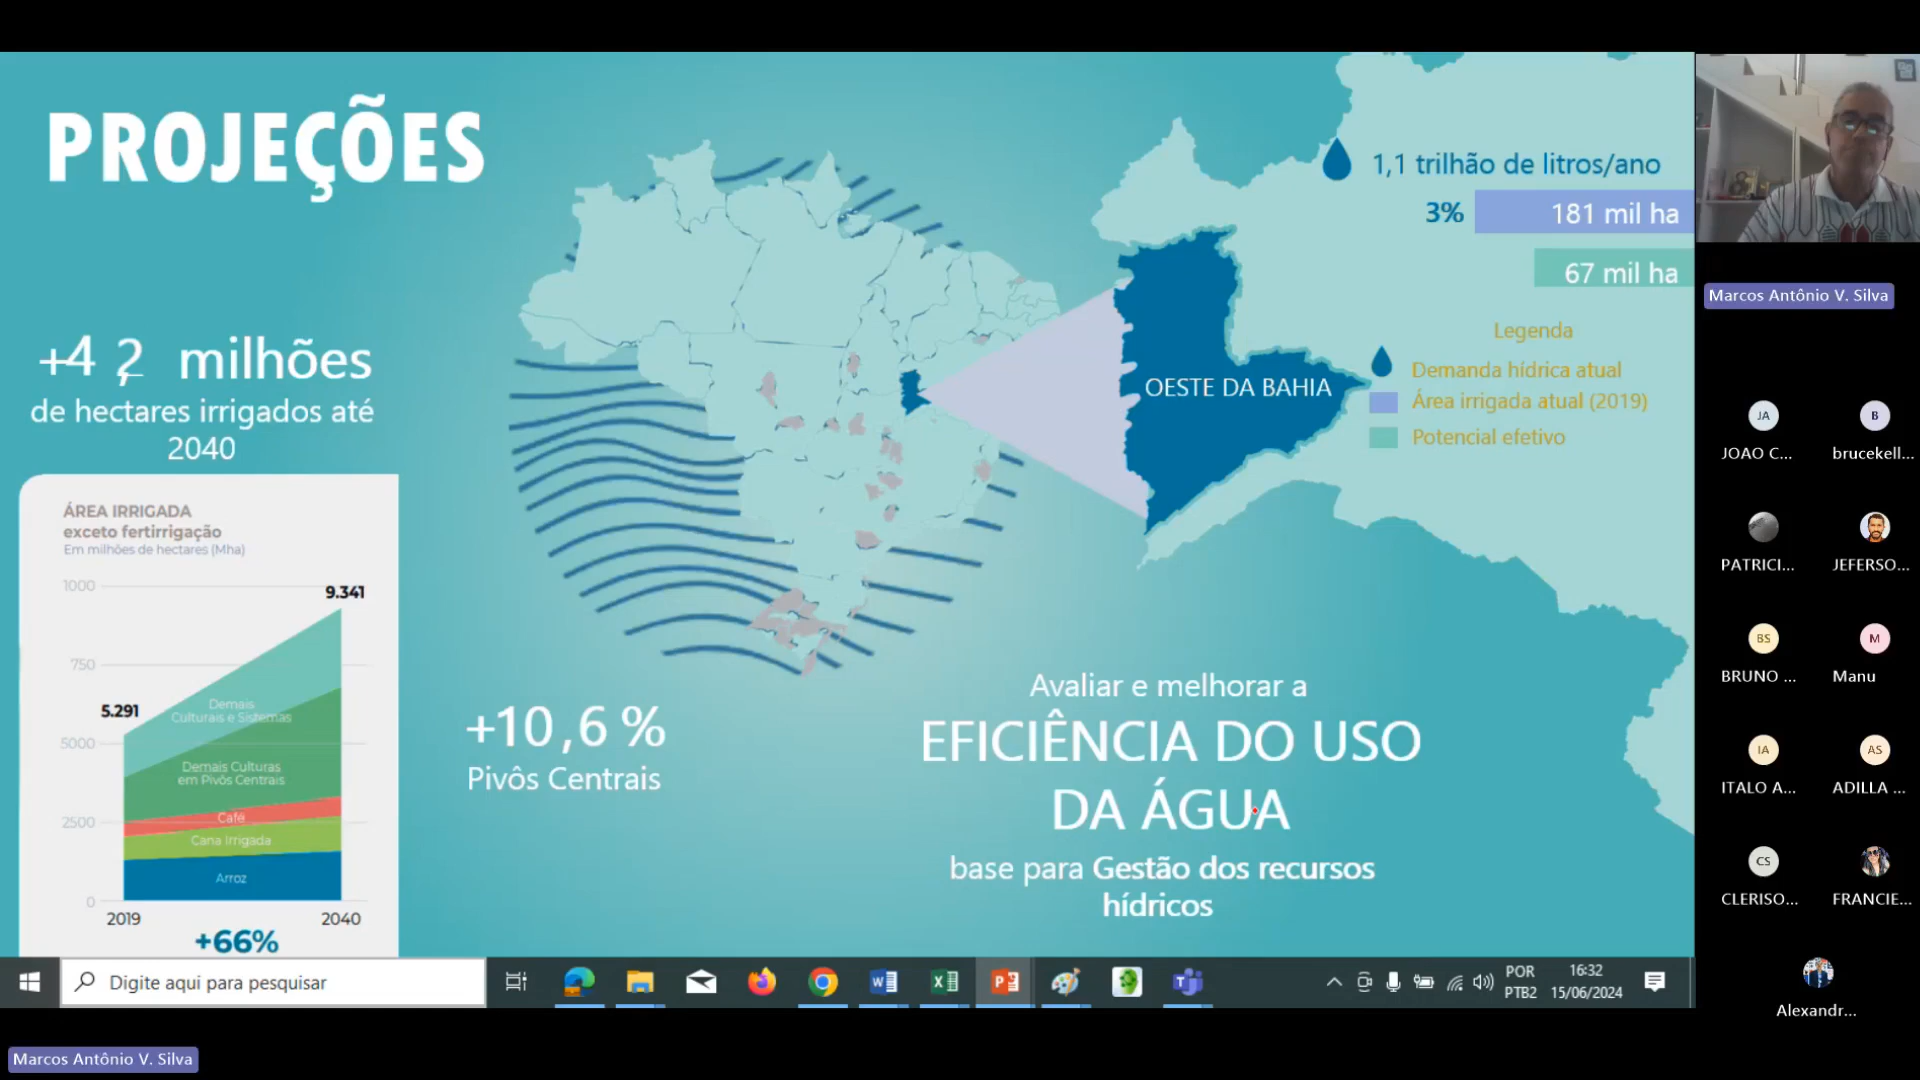 PROJEÇÕES
+4,2 milhões
de hectares irrigados até
2040
ÁREA IRRIGADA
exceto fertirrigação
Em milhões de hectares (Mha)
1000
9.341
750
5.291
5000
2500
0
Demais
Culturais e Sistemas
Demais Culturas
em Pivôs Centrais
Café
Cana Irrigada
Arroz
2019
2040
+66%
+10,6 %
Pivôs Centrais
1,1 trilhão de litros/ano
3%
181 mil ha
67 mil ha
Legenda
Demanda hídrica atual
Área irrigada atual (2019)
Potencial efetivo
OESTE DA BAHIA
Avaliar e melhorar a
EFICIÊNCIA DO USO
DA ÁGUA
base para Gestão dos recursos
hídricos
Digite aqui para pesquisar
POR
PTB2
16:32
15/06/2024
Marcos Antônio V. Silva
JA
JOAO C...
B
brucekell...
PATRICI...
JEFERSO...
BS
BRUNO ...
M
Manu
IA
ITALO A...
AS
ADILLA ...
CS
CLERISO...
FRANCIE...
Alexandr...
Marcos Antônio V. Silva